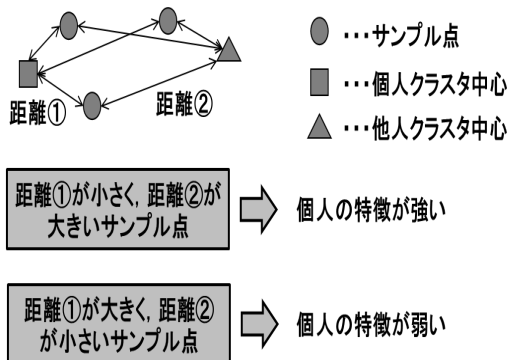 距離①
距離②
・・・サンプル点
・・・個人クラスタ中心
・・・他人クラスタ中心
距離①が小さく，距離②が
大きいサンプル点
個人の特徴が強い
距離①が大きく，距離②
が小さいサンプル点
個人の特徴が弱い